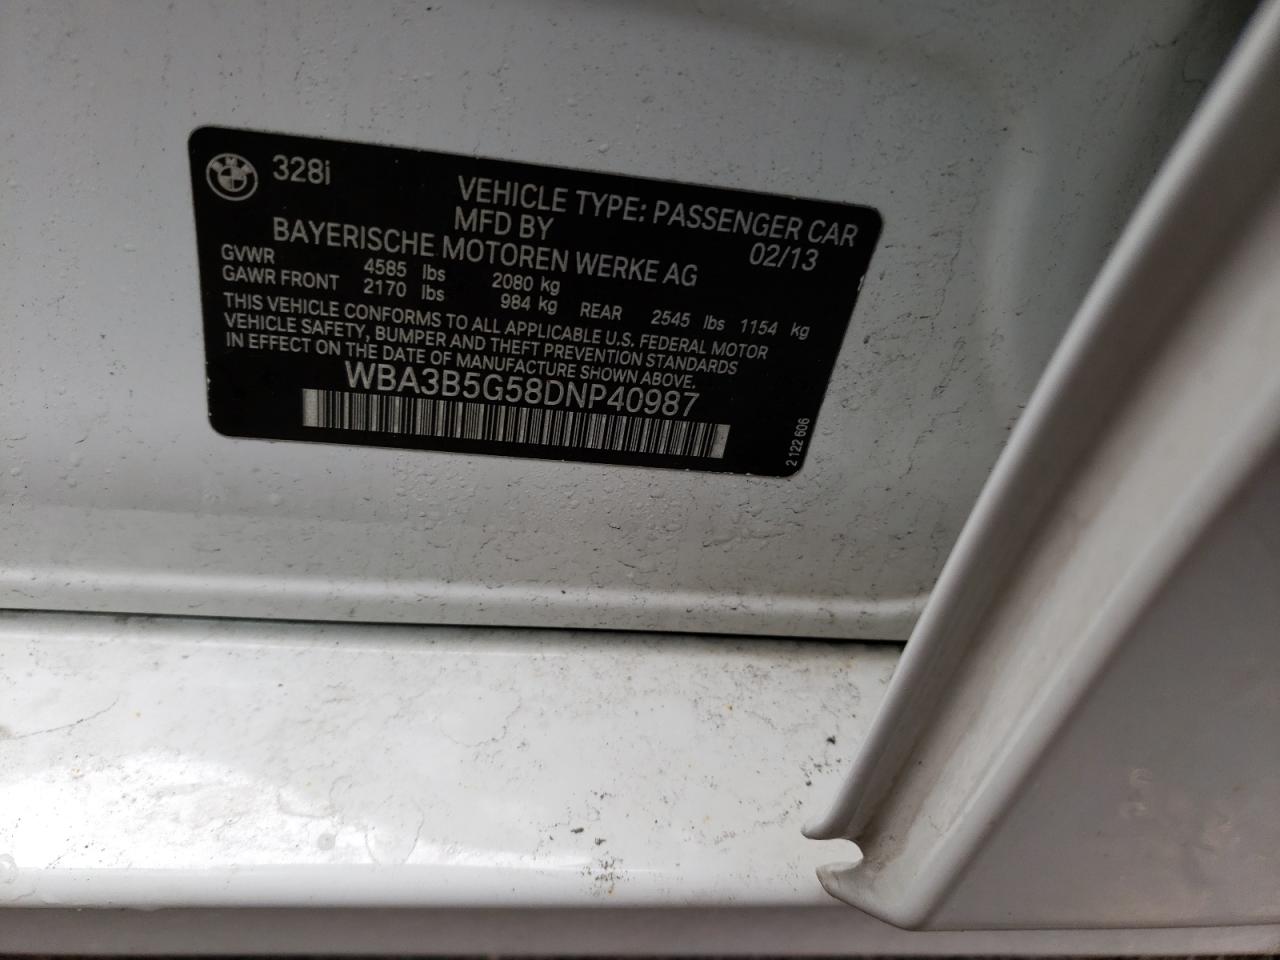 BMW 328i
VEHICLE TYPE: PASSENGER CAR
MFD BY 02/13
BAYERISCHE MOTOREN WERKE AG
GVWR 4585 lbs 2080 kg
GAWR FRONT 2170 lbs 984 kg REAR 2545 lbs 1154 kg
THIS VEHICLE CONFORMS TO ALL APPLICABLE U.S. FEDERAL MOTOR
VEHICLE SAFETY, BUMPER AND THEFT PREVENTION STANDARDS
IN EFFECT ON THE DATE OF MANUFACTURE SHOWN ABOVE.
WBA3B5G58DNP40987
2 122 606